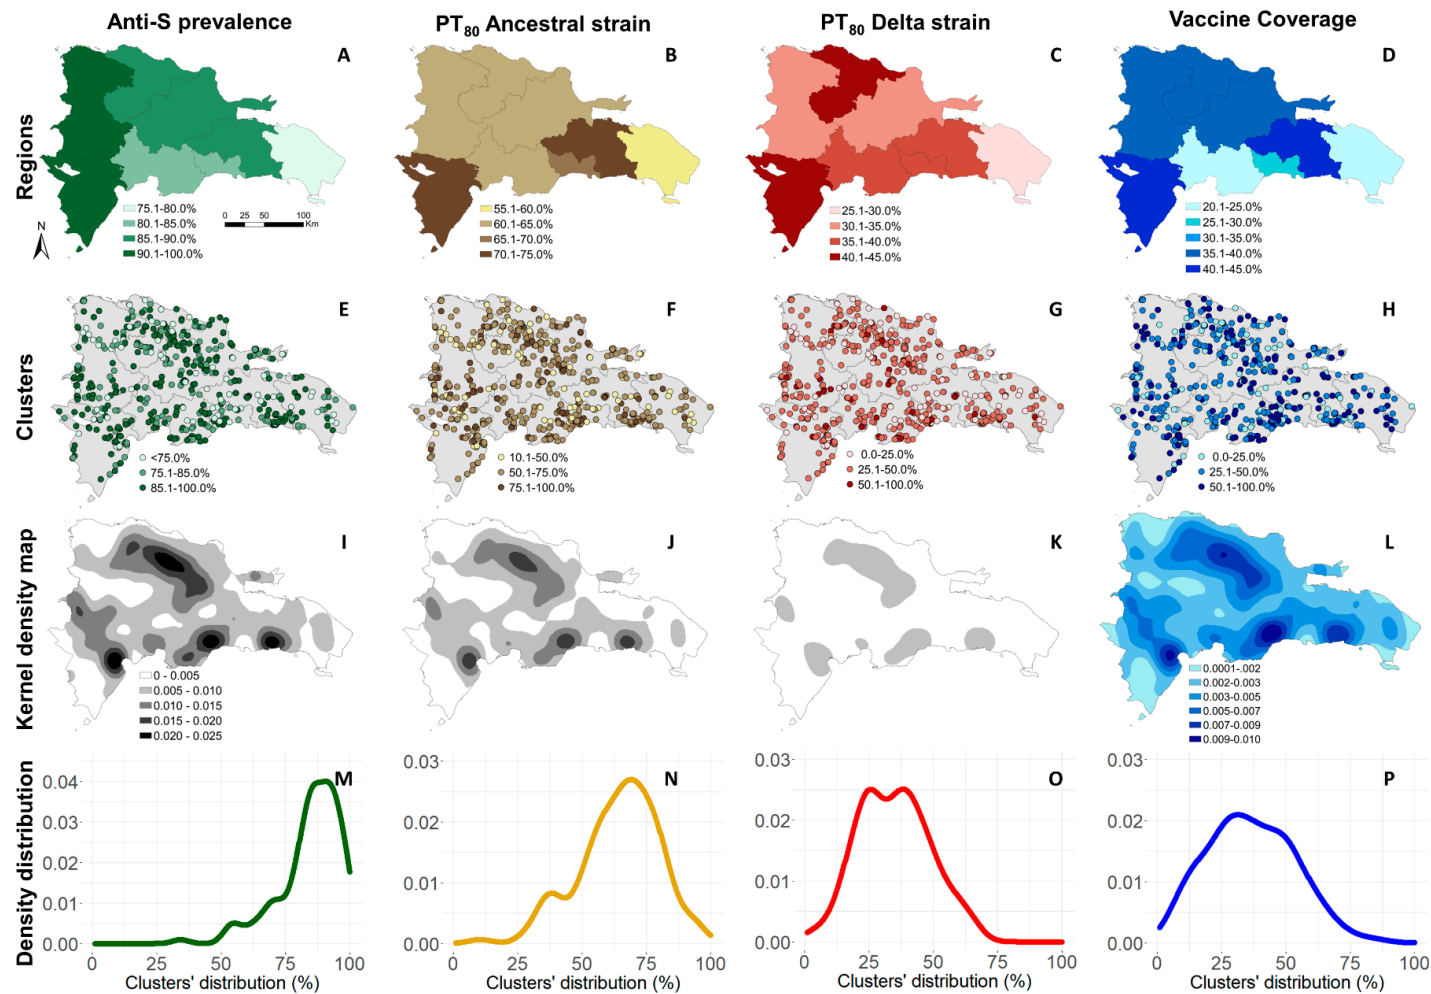 Anti-S prevalence
PT80 Ancestral strain
PT80 Delta strain
Vaccine Coverage
Regions
A
B
C
D
N
0 25 50 100
Km
75.1-80.0%
80.1-85.0%
85.1-90.0%
90.1-100.0%
55.1-60.0%
60.1-65.0%
65.1-70.0%
70.1-75.0%
25.1-30.0%
30.1-35.0%
35.1-40.0%
40.1-45.0%
20.1-25.0%
25.1-30.0%
30.1-35.0%
35.1-40.0%
40.1-45.0%
Clusters
E
F
G
H
<75.0%
75.1-85.0%
85.1-100.0%
10.1-50.0%
50.1-75.0%
75.1-100.0%
0.0-25.0%
25.1-50.0%
50.1-100.0%
0.0-25.0%
25.1-50.0%
50.1-100.0%
Kernel density map
I
J
K
L
0 - 0.005
0.005 - 0.010
0.010 - 0.015
0.015 - 0.020
0.020 - 0.025
0.0001-.002
0.002-0.003
0.003-0.005
0.005-0.007
0.007-0.009
0.009-0.010
Density distribution
M
0.04
0.03
0.02
0.01
0.00
0 25 50 75 100
Clusters' distribution (%)
N
0.03
0.02
0.01
0.00
0 25 50 75 100
Clusters' distribution (%)
O
0.03
0.02
0.01
0.00
0 25 50 75 100
Clusters' distribution (%)
P
0.03
0.02
0.01
0.00
0 25 50 75 100
Clusters' distribution (%)